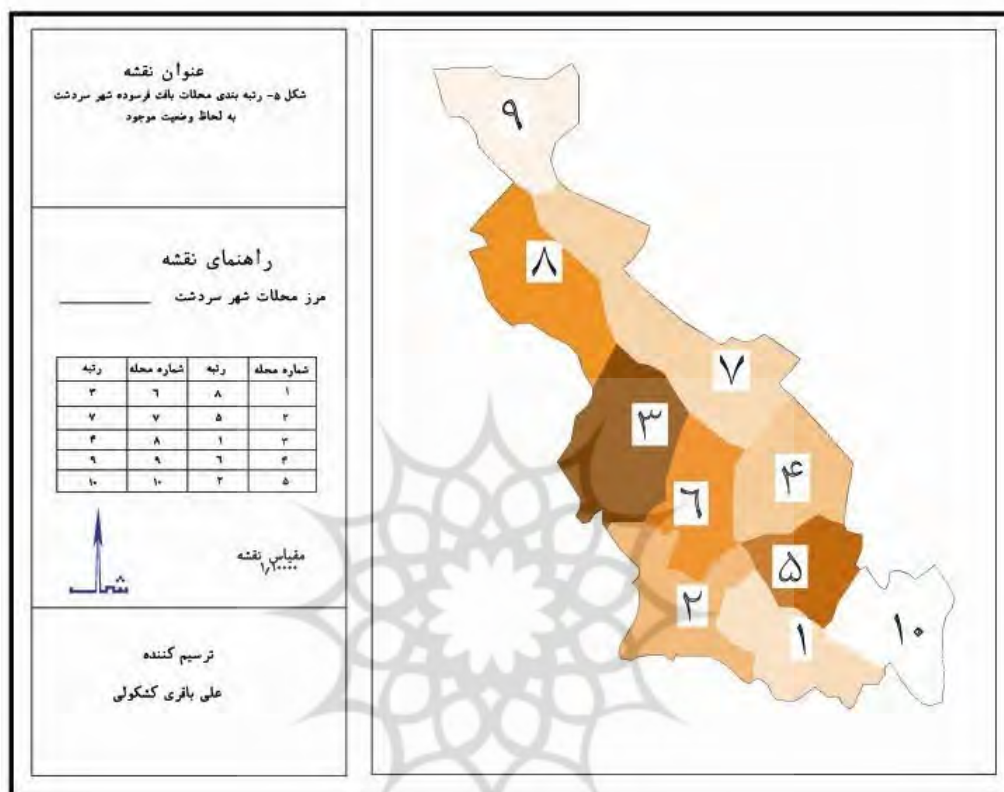 عنوان نقشه
شکل ۵- رتبه بندی محلات بافت فرسوده شهر سردشت
به لحاظ وضعیت موجود
راهنمای نقشه
مرز محلات شهر سردشت
شماره محله رتبه شماره محله رتبه
۱ ۸ ۶ ۳
۲ ۵ ۷ ۷
۳ ۱ ۸ ۴
۴ ۶ ۹ ۹
۵ ۲ ۱۰ ۱۰
شمال
مقیاس نقشه
۱٫۱۰۰۰۰
ترسیم کننده
علی باقری کشکولی
۹
۸
۷
۳
۴
۶
۵
۲
۱
۱۰